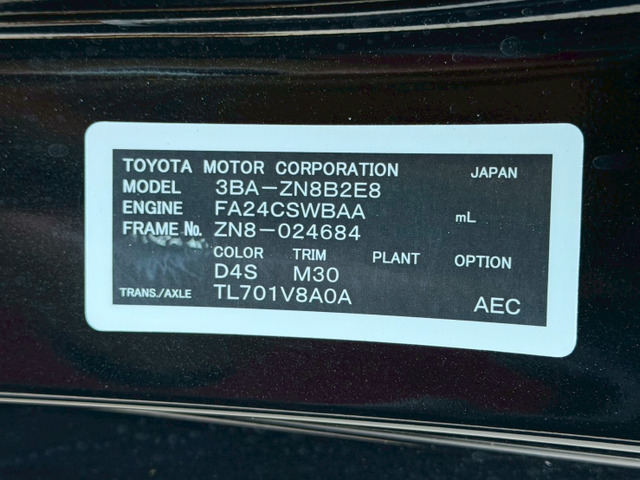 TOYOTA MOTOR CORPORATION JAPAN
MODEL 3BA-ZN8B2E8
ENGINE FA24CSWBAA mL
FRAME No. ZN8-024684
COLOR TRIM PLANT OPTION
D4S M30
TRANS./AXLE TL701V8A0A AEC